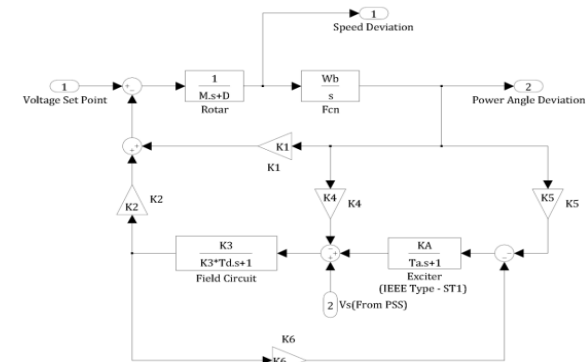 1
Speed Deviation
1
Voltage Set Point
1
M.s+D
Rotar
Wb
s
Fcn
2
Power Angle Deviation
K1
K1
K2
K2
K4
K4
K5
K5
K3
K3*Td.s+1
Field Circuit
KA
Ta.s+1
Exciter
(IEEE Type - ST1)
2
Vs(From PSS)
K6
K6